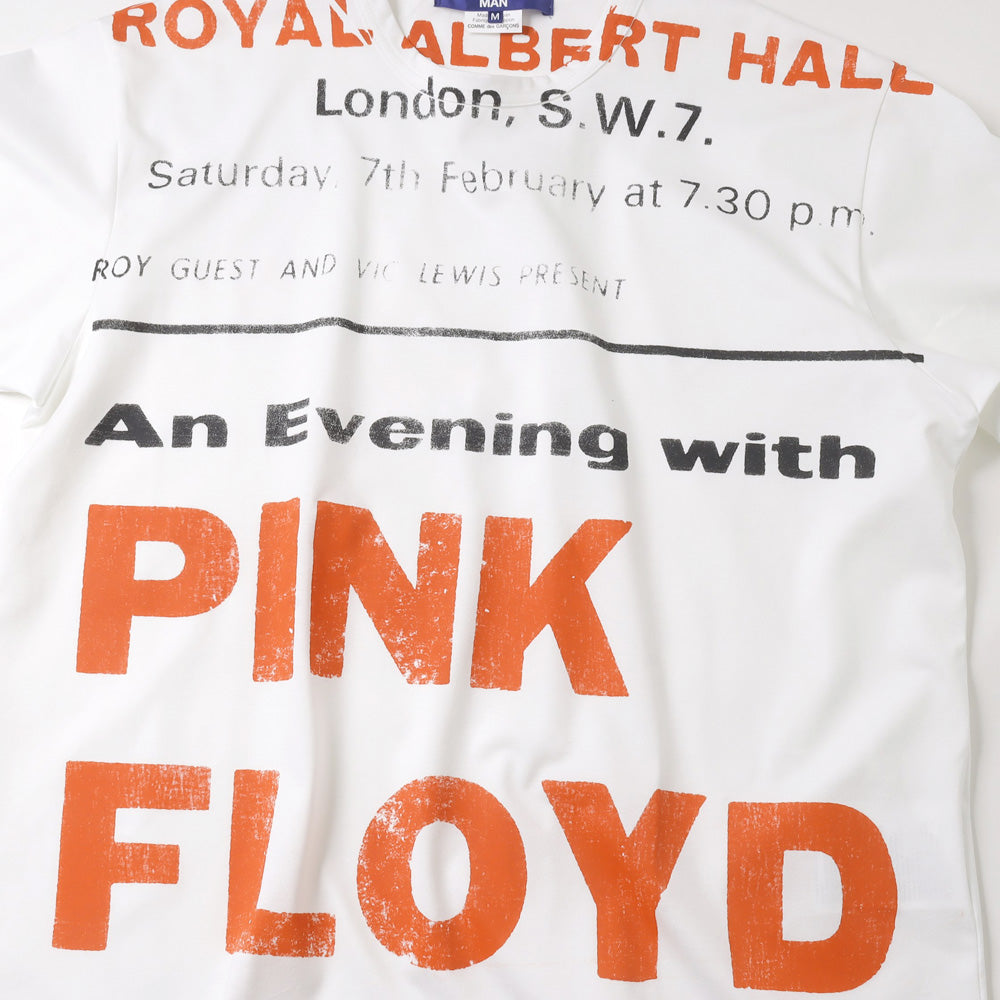 MAN
M
COMME des GARÇONS
ROYAL ALBERT HALL
London, S.W.7.
Saturday, 7th February at 7.30 p.m.
ROY GUEST AND VIC LEWIS PRESENT
An Evening with
PINK
FLOYD